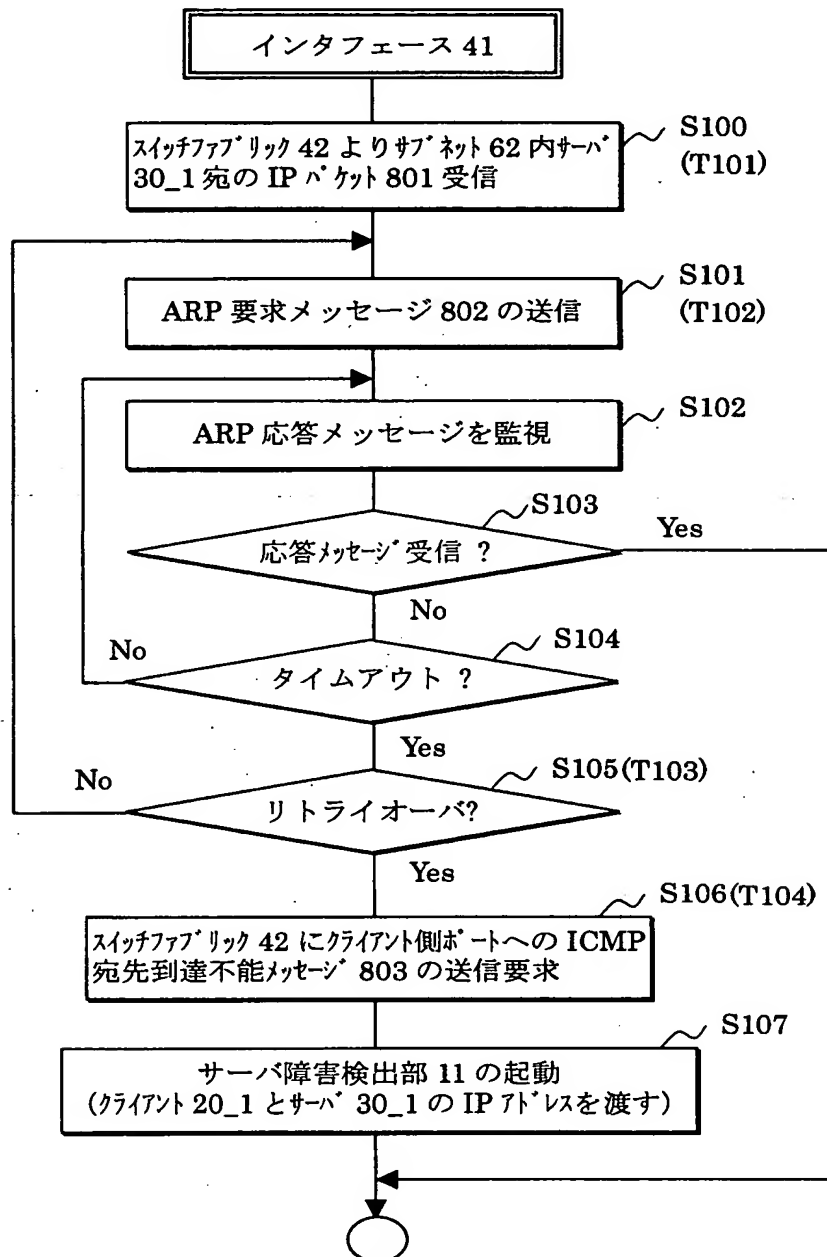 インタフェース 41
スイッチファブリック 42 よりサブネット 62 内サーバ
30_1 宛の IP パケット 801 受信
S100
(T101)
ARP 要求メッセージ 802 の送信
S101
(T102)
ARP 応答メッセージを監視
S102
応答メッセージ受信 ?
S103
Yes
No
タイムアウト ?
S104
No
Yes
リトライオーバ?
S105(T103)
No
Yes
S106(T104)
スイッチファブリック 42 にクライアント側ポートへの ICMP
宛先到達不能メッセージ 803 の送信要求
S107
サーバ障害検出部 11 の起動
(クライアント 20_1 とサーバ 30_1 の IP アドレスを渡す)